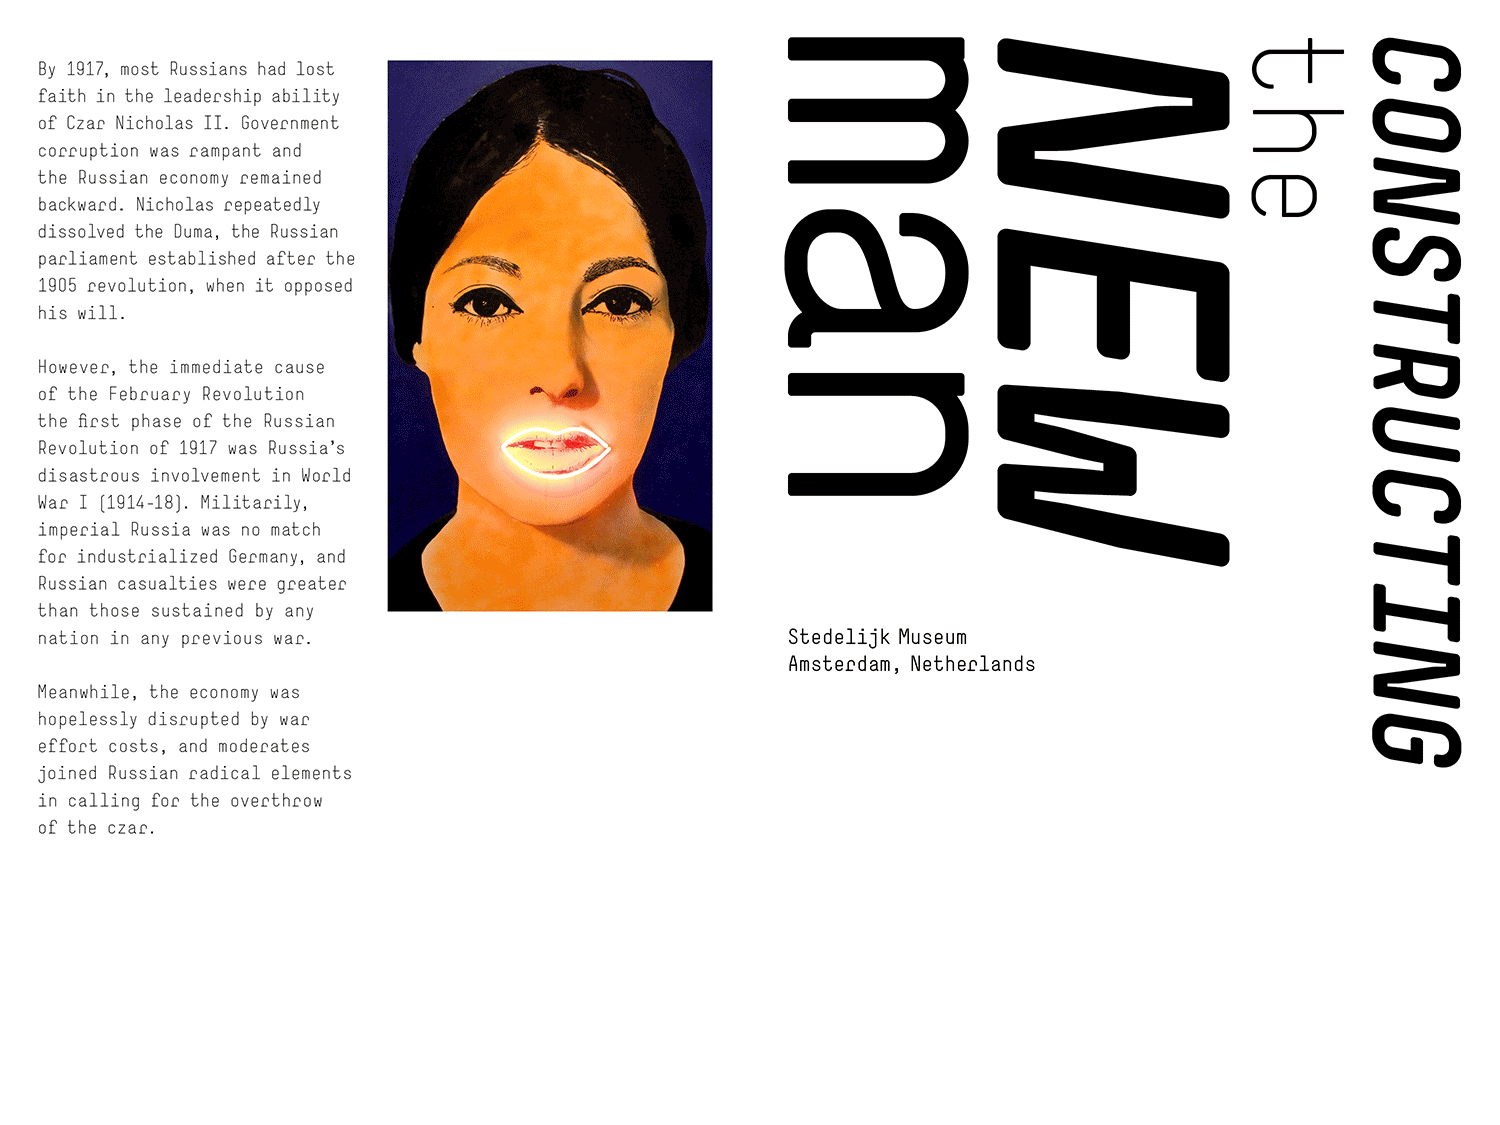 By 1917, most Russians had lost
faith in the leadership ability
of Czar Nicholas II. Government
corruption was rampant and
the Russian economy remained
backward. Nicholas repeatedly
dissolved the Duma, the Russian
parliament established after the
1905 revolution, when it opposed
his will.
However, the immediate cause
of the February Revolution
the first phase of the Russian
Revolution of 1917 was Russia’s
disastrous involvement in World
War I (1914-18). Militarily,
imperial Russia was no match
for industrialized Germany, and
Russian casualties were greater
than those sustained by any
nation in any previous war.
Meanwhile, the economy was
hopelessly disrupted by war
effort costs, and moderates
joined Russian radical elements
in calling for the overthrow
of the czar.
CONSTRUCTING
the
NEW
man
Stedelijk Museum
Amsterdam, Netherlands